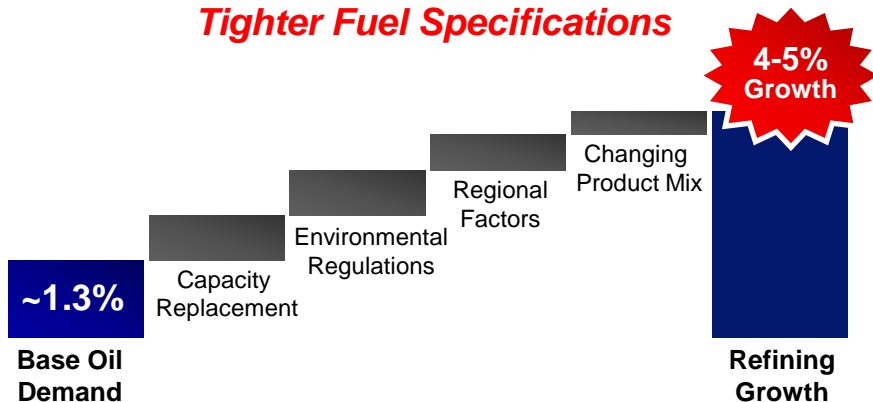 Tighter Fuel Specifications
4-5%
Growth
Changing
Product Mix
Regional
Factors
Environmental
Regulations
Capacity
Replacement
~1.3%
Base Oil
Demand
Refining
Growth